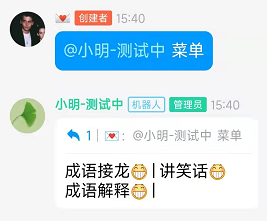 💌 创建者 15:40
@小明-测试中 菜单
小明-测试中 机器人 管理员 15:40
1 | 💌: @小明-测试中 菜单
成语接龙😁 | 讲笑话😁
成语解释😁 |